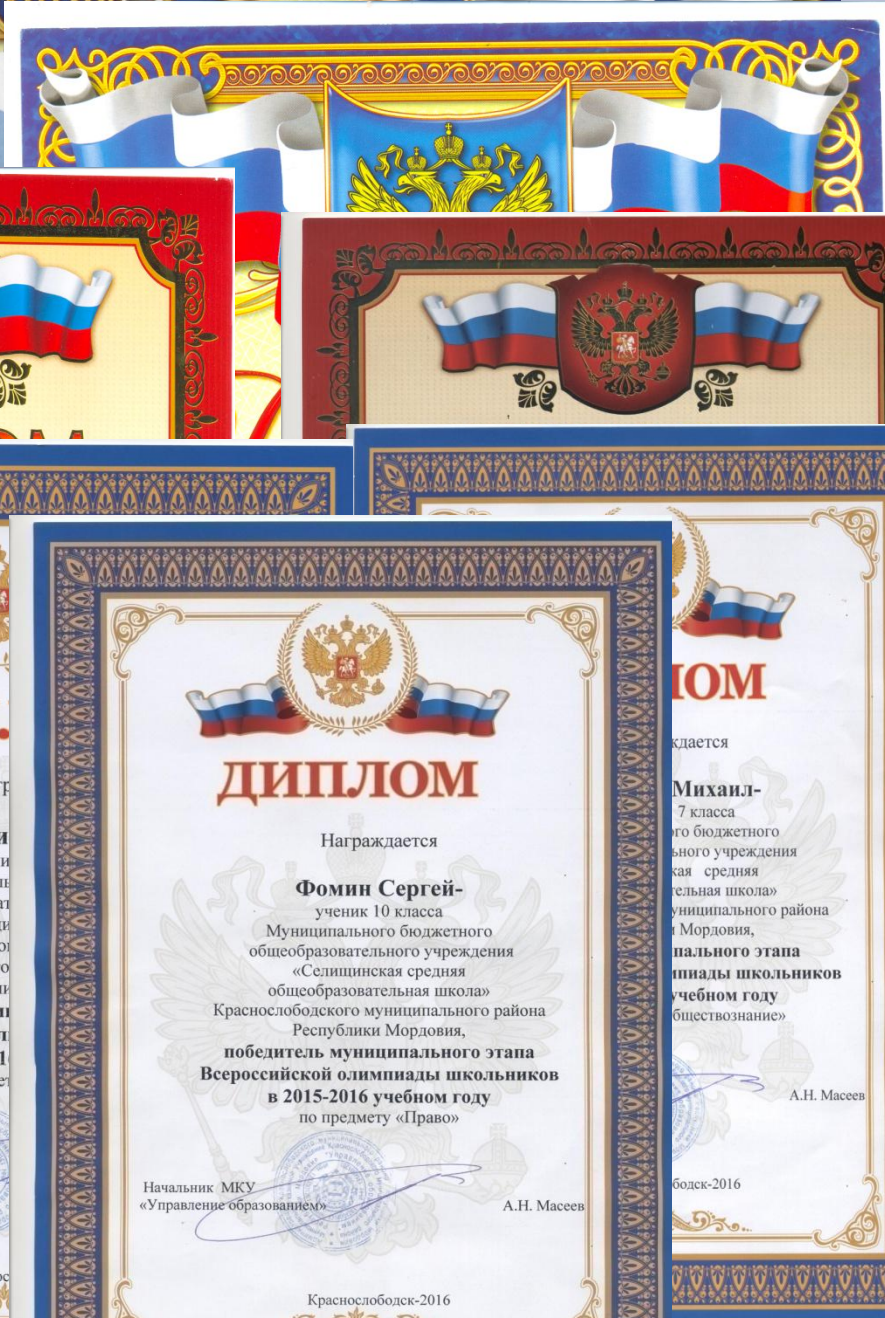 ДИПЛОМ
Награждается
Фомин Сергей-
ученик 10 класса
Муниципального бюджетного
общеобразовательного учреждения
«Селищинская средняя
общеобразовательная школа»
Краснослободского муниципального района
Республики Мордовия,
победитель муниципального этапа
Всероссийской олимпиады школьников
в 2015-2016 учебном году
по предмету «Право»
Начальник МКУ
«Управление образованием»
А.Н. Масеев
Краснослободск-2016
ЛОМ
ждается
Михаил-
7 класса
ого бюджетного
ьного учреждения
кая средняя
тельная школа»
униципального района
и Мордовия,
пального этапа
мпиады школьников
учебном году
бществознание»
А.Н. Масеев
бодск-2016